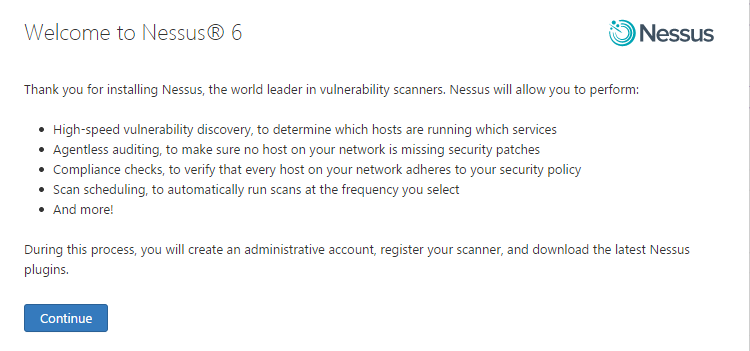 Welcome to Nessus® 6
Nessus
Thank you for installing Nessus, the world leader in vulnerability scanners. Nessus will allow you to perform:
• High-speed vulnerability discovery, to determine which hosts are running which services
• Agentless auditing, to make sure no host on your network is missing security patches
• Compliance checks, to verify that every host on your network adheres to your security policy
• Scan scheduling, to automatically run scans at the frequency you select
• And more!
During this process, you will create an administrative account, register your scanner, and download the latest Nessus
plugins.
Continue